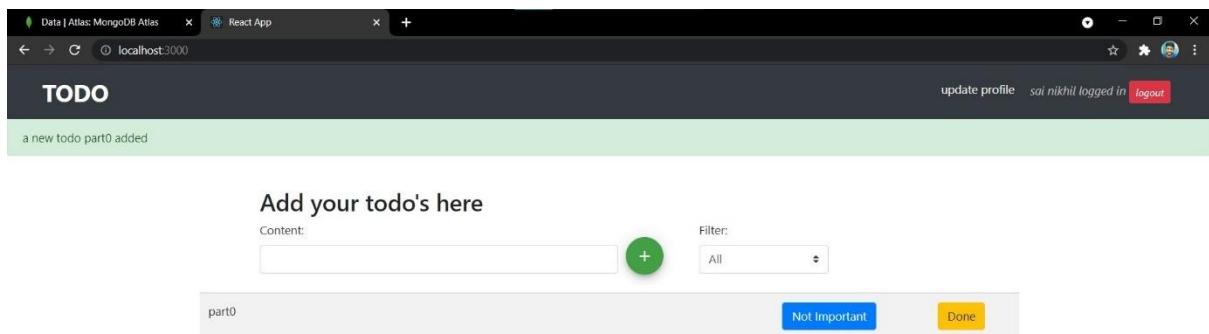 Data | Atlas: MongoDB Atlas React App
localhost:3000
TODO update profile sai nikhil logged in logout
a new todo part0 added
Add your todo's here
Content: Filter:
+ All
part0 Not Important Done